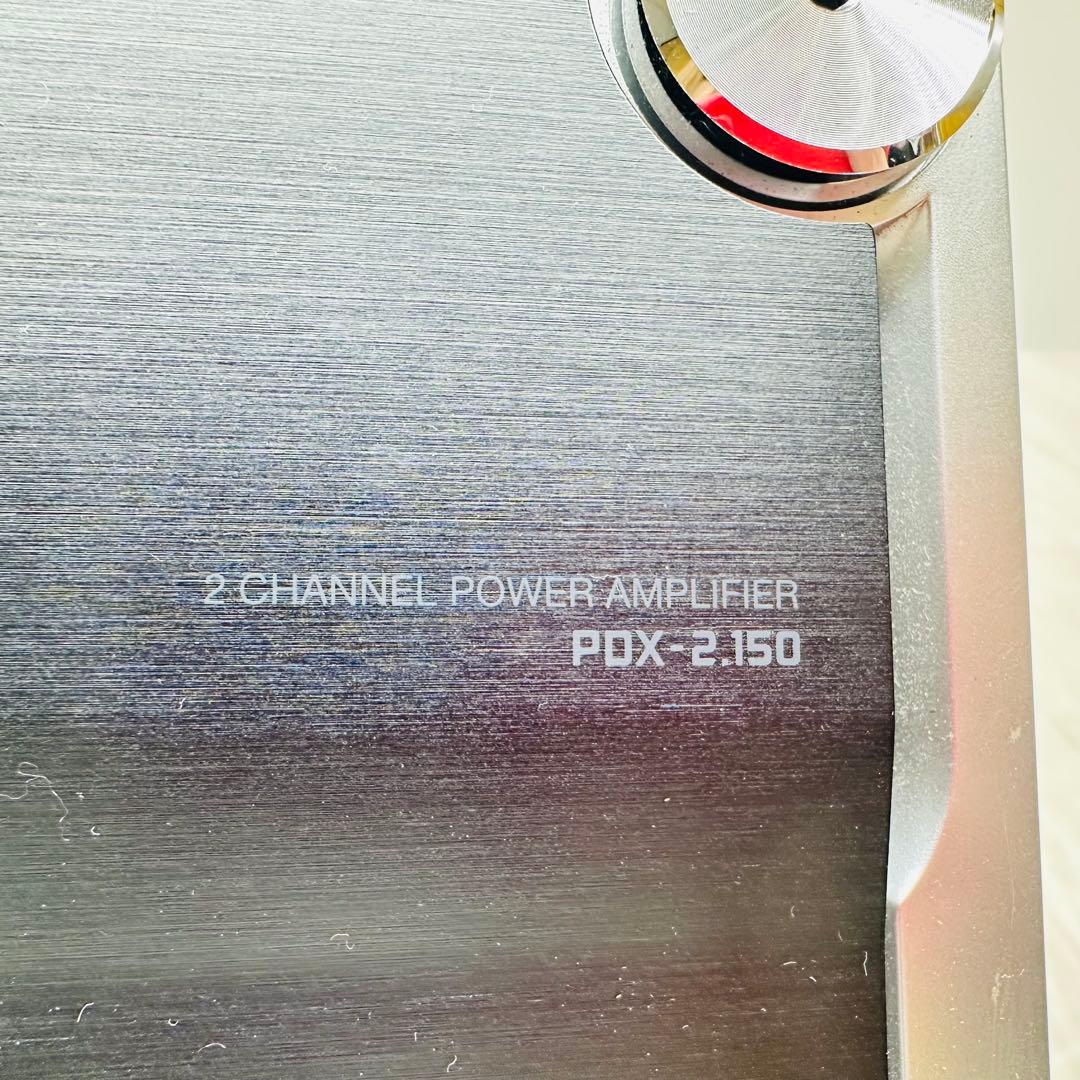 2 CHANNEL POWER AMPLIFIER
PDX-2.150